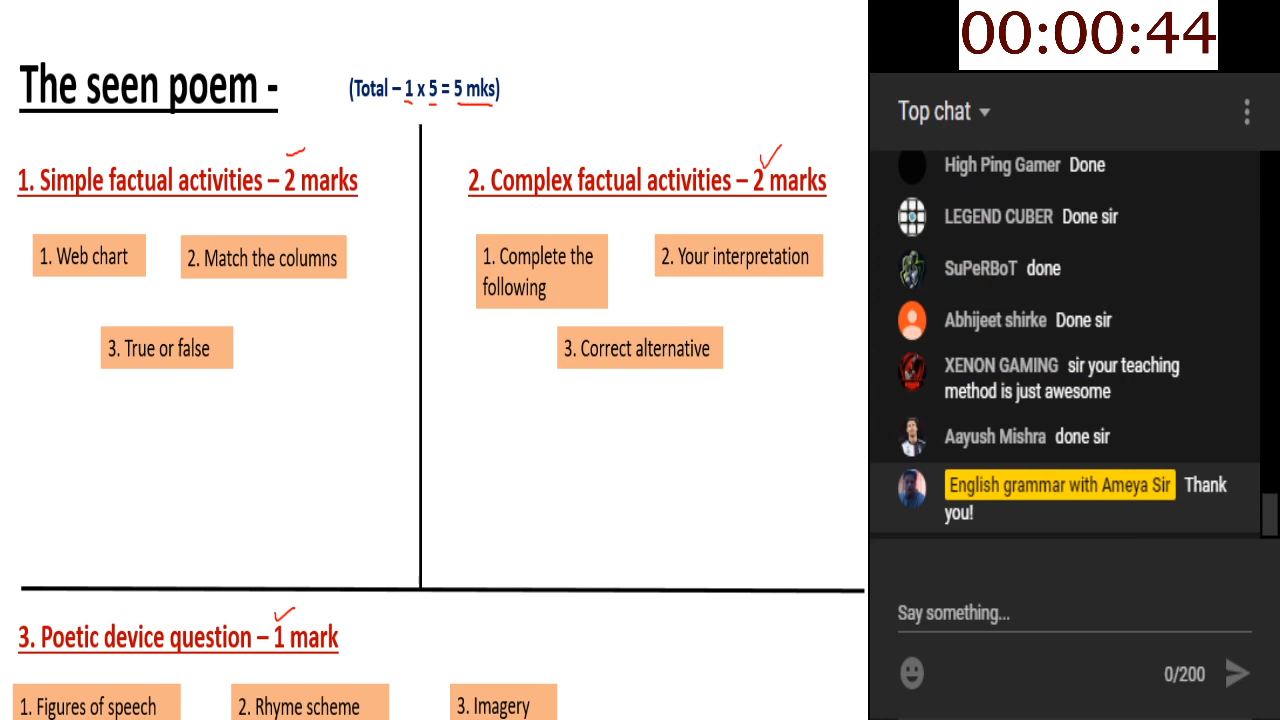 The seen poem -
(Total – 1 x 5 = 5 mks)
1. Simple factual activities – 2 marks
1. Web chart
2. Match the columns
3. True or false
2. Complex factual activities – 2 marks
1. Complete the
following
2. Your interpretation
3. Correct alternative
3. Poetic device question – 1 mark
1. Figures of speech
2. Rhyme scheme
3. Imagery
00:00:44
Top chat
High Ping Gamer Done
LEGEND CUBER Done sir
SuPeRBoT done
Abhijeet shirke Done sir
XENON GAMING sir your teaching
method is just awesome
Aayush Mishra done sir
English grammar with Ameya Sir Thank
you!
Say something...
0/200